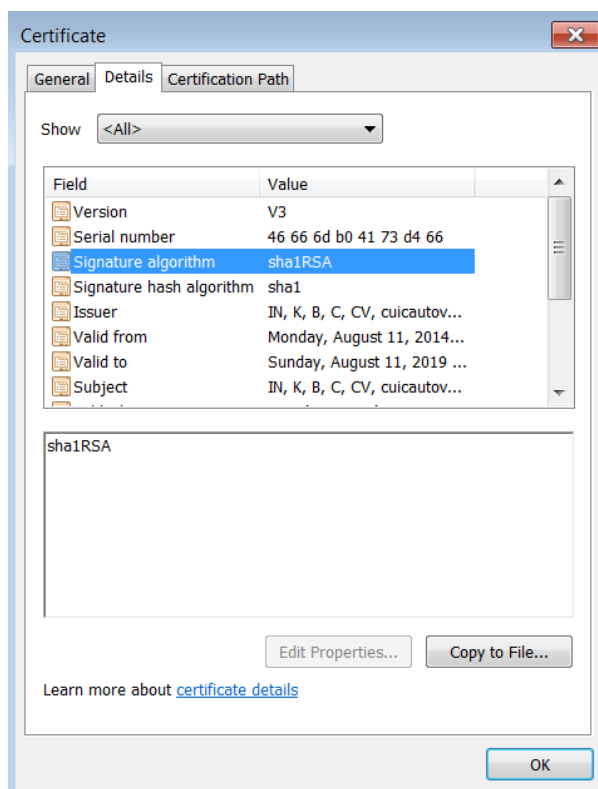 Certificate
General Details Certification Path
Show <All>
Field Value
Version V3
Serial number 46 66 6d b0 41 73 d4 66
Signature algorithm sha1RSA
Signature hash algorithm sha1
Issuer IN, K, B, C, CV, cuicautov...
Valid from Monday, August 11, 2014...
Valid to Sunday, August 11, 2019 ...
Subject IN, K, B, C, CV, cuicautov...
sha1RSA
Edit Properties... Copy to File...
Learn more about certificate details
OK